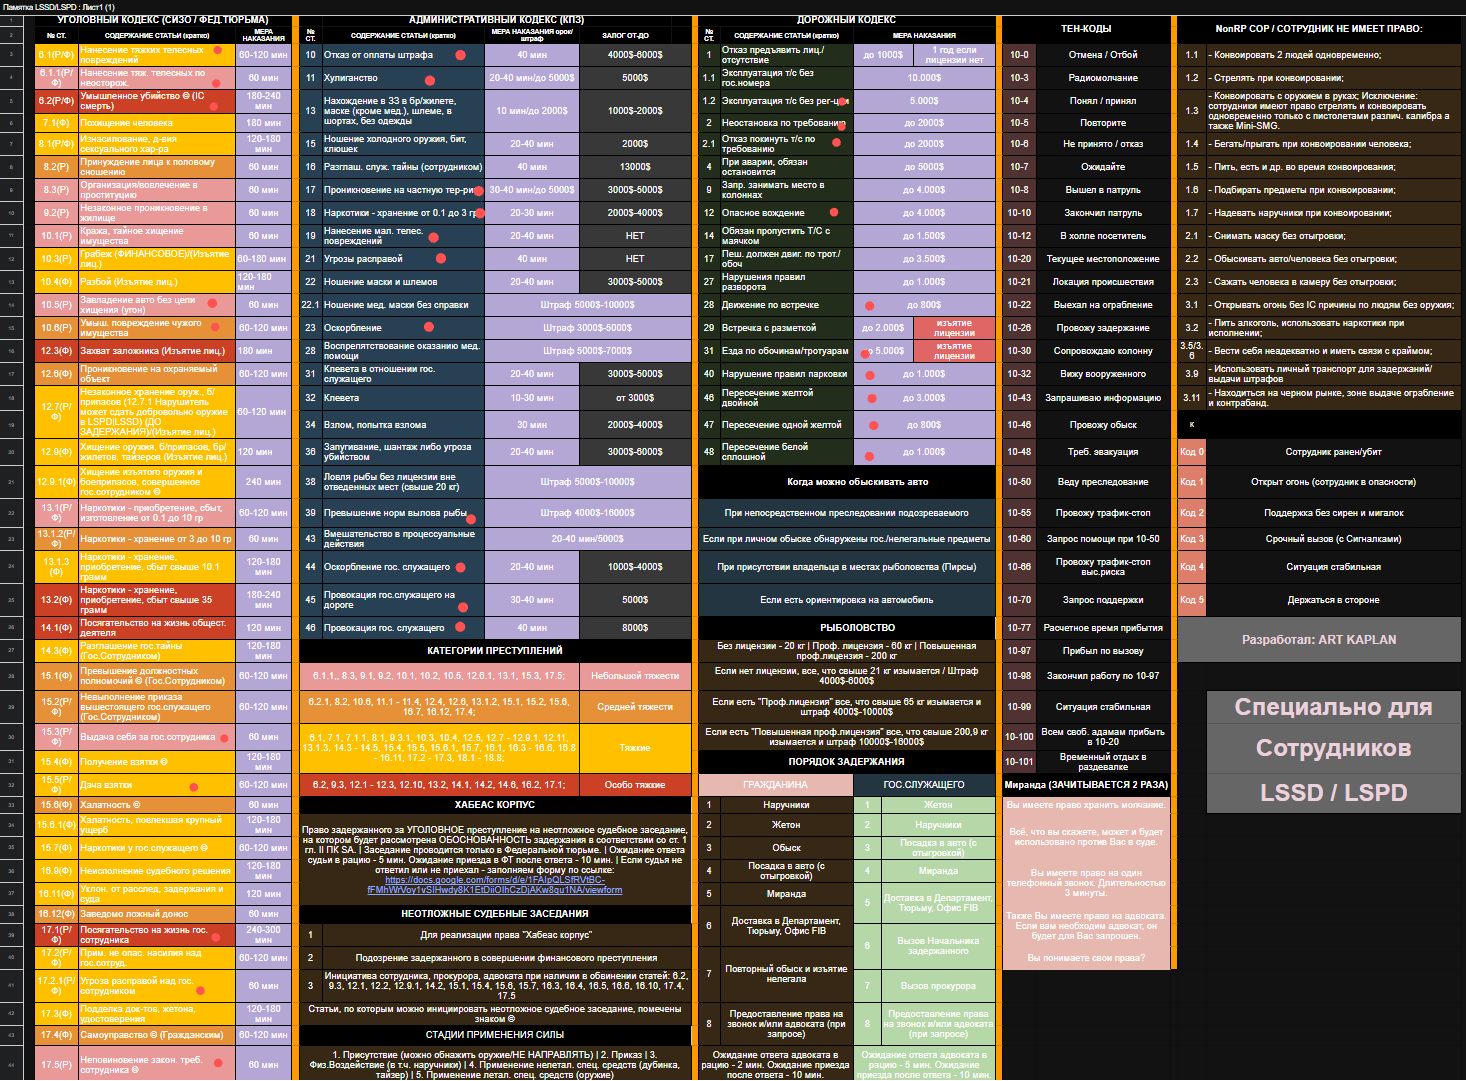 Памятка LSSD/LSPD : Лист1 (1)
УГОЛОВНЫЙ КОДЕКС (СИЗО / ФЕД.ТЮРЬМА)
№ СТ. СОДЕРЖАНИЕ СТАТЬИ (кратко) МЕРА НАКАЗАНИЯ
6.1(Р/Ф) Нанесение тяжких телесных повреждений 60-120 мин
6.1.1(Р/Ф) Нанесение тяж. телесных по неосторож. 60 мин
6.2(Р/Ф) Умышленное убийство © (IC смерть) 180-240 мин
7.1(Ф) Похищение человека 180 мин
8.1(Р/Ф) Изнасилование, д-вия сексуального хар-ра 120-180 мин
8.2(Р) Принуждение лица к половому сношению 60 мин
8.3(Р) Организация/вовлечение в проституцию 60 мин
9.2(Р) Незаконное проникновение в жилище 60 мин
10.1(Р) Кража, тайное хищение имущества 60 мин
10.3(Р) Грабеж (ФИНАНСОВОЕ)/(Изъятие лиц.) 60-180 мин
10.4(Ф) Разбой (Изъятие лиц.) 120-180 мин
10.5(Р) Завладение авто без цели хищения (угон) 60 мин
10.6(Р) Умыш. повреждение чужого имущества 60-120 мин
12.3(Ф) Захват заложника (Изъятие лиц.) 180 мин
12.6(Ф) Проникновение на охраняемый объект 60-120 мин
12.7(Р/Ф) Незаконное хранение оруж., б/припасов (12.7.1 Нарушитель может сдать добровольно оружие в LSPD|LSSD) (ДО ЗАДЕРЖАНИЯ)/(Изъятие лиц.) 60-120 мин
12.9(Ф) Хищение оружия, б/припасов, бр/жилетов, тайзеров (Изъятие лиц.) 120 мин
12.9.1(Ф) Хищение изъятого оружия и боеприпасов, совершенное гос.сотрудником © 240 мин
13.1(Р/Ф) Наркотики - приобретение, сбыт, изготовление от 0.1 до 10 гр 60-120 мин
13.1.2(Р/Ф) Наркотики - хранение от 3 до 10 гр 60 мин
13.1.3(Ф) Наркотики - хранение, приобретение, сбыт свыше 10.1 грамм 120-180 мин
13.2(Ф) Наркотики - хранение, приобретение, сбыт свыше 35 грамм 180-240 мин
14.1(Ф) Посягательство на жизнь общест. деятеля 120 мин
14.3(Ф) Разглашение гос.тайны (Гос.Сотрудником) 120-180 мин
15.1(Ф) Превышение должностных полномочий © (Гос.Сотрудником) 60-120 мин
15.2(Ф) Невыполнение приказа вышестоящего гос.служащего (Гос.Сотрудником) 60-120 мин
15.3(Р) Выдача себя за гос.сотрудника 60 мин
15.4(Ф) Получение взятки © 120-180 мин
15.5(Р/Ф) Дача взятки 60-120 мин
15.6(Ф) Халатность © 60 мин
15.6.1(Ф) Халатность, повлекшая крупный ущерб 120-180 мин
15.7(Ф) Наркотики у гос.служащего © 60-120 мин
16.9(Ф) Неисполнение судебного решения 120-180 мин
16.11(Ф) Уклон. от расслед, задержания и суда 120 мин
16.12(Ф) Заведомо ложный донос 60 мин
17.1(Р/Ф) Посягательство на жизнь гос. сотрудника 240-300 мин
17.2(Р/Ф) Прим. не опас. насилия над гос.сотруд. 60-120 мин
17.2.1(Р/Ф) Угроза расправой над гос. сотрудником 60 мин
17.3(Ф) Подделка док-тов, жетона, удостоверения 120-180 мин
17.4(Ф) Самоуправство © (Гражданским) 60-120 мин
17.5(Р) Неповиновение закон. треб. сотрудника © 60 мин
АДМИНИСТРАТИВНЫЙ КОДЕКС (КПЗ)
№ СТ. СОДЕРЖАНИЕ СТАТЬИ (кратко) МЕРА НАКАЗАНИЯ срок/штраф ЗАЛОГ ОТ-ДО
10 Отказ от оплаты штрафа 40 мин 4000$-6000$
11 Хулиганство 20-40 мин/до 5000$ 5000$
13 Нахождение в ЗЗ в бр/жилете, маске (кроме мед.), шлеме, в шортах, без одежды 10 мин/до 2000$ 1000$-2000$
15 Ношение холодного оружия, бит, клюшек 20-40 мин 2000$
16 Разглаш. служ. тайны (сотрудником) 40 мин 13000$
17 Проникновение на частную тер-рию 30-40 мин/до 5000$ 3000$-5000$
18 Наркотики - хранение от 0.1 до 3 гр 20-30 мин 2000$-4000$
19 Нанесение мал. телес. повреждений 20-40 мин НЕТ
21 Угрозы расправой 40 мин НЕТ
22 Ношение маски и шлемов 20-40 мин 3000$-5000$
22.1 Ношение мед. маски без справки Штраф 5000$-10000$
23 Оскорбление Штраф 3000$-5000$
28 Воспрепятствование оказанию мед. помощи Штраф 5000$-7000$
31 Клевета в отношении гос. служащего 20-40 мин 3000$-5000$
32 Клевета 10-30 мин от 3000$
34 Взлом, попытка взлома 30 мин 2000$-4000$
36 Запугивание, шантаж либо угроза убийством 20-40 мин 3000$-6000$
38 Ловля рыбы без лицензии вне отведенных мест (свыше 20 кг) Штраф 5000$-10000$
39 Превышение норм вылова рыбы Штраф 4000$-16000$
43 Вмешательство в процессуальные действия 20-40 мин/5000$
44 Оскорбление гос. служащего 20-40 мин 1000$-4000$
45 Провокация гос.служащего на дороге 30-40 мин 5000$
46 Провокация гос. служащего 40 мин 8000$
КАТЕГОРИИ ПРЕСТУПЛЕНИЙ
6.1.1,, 8.3, 9.1, 9.2, 10.1, 10.2, 10.5, 12.6.1, 13.1, 15.3, 17.5; Небольшой тяжести
6.2.1, 8.2, 10.6, 11.1 - 11.4, 12.4, 12.6, 13.1.2, 15.1, 15.2, 15.6, 16.7, 16.12, 17.4; Средней тяжести
6.1, 7.1, 7.1.1, 8.1, 9.3.1, 10.3, 10.4, 12.5, 12.7 - 12.9.1, 12.11, 13.1.3, 14.3 - 14.5, 15.4, 15.5, 15.6.1, 15.7, 16.1, 16.3 - 16.6, 16.8 - 16.11, 17.2 - 17.3, 18.1 - 18.8; Тяжкие
6.2, 9.3, 12.1 - 12.3, 12.10, 13.2, 14.1, 14.2, 14.6, 16.2, 17.1; Особо тяжкие
ХАБЕАС КОРПУС
Право задержанного за УГОЛОВНОЕ преступление на неотложное судебное заседание, на котором будет рассмотрена ОБОСНОВАННОСТЬ задержания в соответствии со ст. 1 гл. II ПК SA. | Заседание проводится только в Федеральной тюрьме. | Ожидание ответа судьи в рацию - 5 мин. Ожидание приезда в ФТ после ответа - 10 мин. | Если судья не ответил или не приехал - заполняем форму по ссылке:
НЕОТЛОЖНЫЕ СУДЕБНЫЕ ЗАСЕДАНИЯ
1 Для реализации права "Хабеас корпус"
2 Подозрение задержанного в совершении финансового преступления
3 Инициатива сотрудника, прокурора, адвоката при наличии в обвинении статей: 6.2, 9.3, 12.1, 12.2, 12.9.1, 14.2, 15.1, 15.4, 15.6, 15.7, 16.3, 16.4, 16.5, 16.6, 16.10, 17.4, 17.5
Статьи, по которым можно инициировать неотложное судебное заседание, помечены знаком ©
СТАДИИ ПРИМЕНЕНИЯ СИЛЫ
1. Присутствие (можно обнажить оружие/НЕ НАПРАВЛЯТЬ) | 2. Приказ | 3. Физ.Воздействие (в т.ч. наручники) | 4. Применение нелетал. спец. средств (дубинка, тайзер) | 5. Применение летал. спец. средств (оружие)
ДОРОЖНЫЙ КОДЕКС
№ СТ. СОДЕРЖАНИЕ СТАТЬИ (кратко) МЕРА НАКАЗАНИЯ
1 Отказ предъявить лиц./отсутствие до 1000$ 1 год если лицензии нет
1.1 Эксплуатация т/с без гос.номера 10.000$
1.2 Эксплуатация т/с без рег-ции 5.000$
2 Неостановка по требованию до 2000$
2.1 Отказ покинуть т/с по требованию до 2000$
4 При аварии, обязан остановится до 5000$
9 Запр. занимать место в колоннах до 4.000$
12 Опасное вождение до 4.000$
14 Обязан пропустить Т/С с маячком до 1.500$
17 Пеш. должен двиг. по трот./обоч до 3.500$
27 Нарушения правил разворота до 1.000$
28 Движение по встречке до 800$
29 Встречка с разметкой до 2.000$ изъятие лицензии
31 Езда по обочинам/тротуарам до 5.000$ изъятие лицензии
40 Нарушение правил парковки до 1.000$
46 Пересечение желтой двойной до 3.000$
47 Пересечение одной желтой до 800$
48 Пересечение белой сплошной до 1.000$
Когда можно обыскивать авто
При непосредственном преследовании подозреваемого
Если при личном обыске обнаружены гос./нелегальные предметы
При присутствии владельца в местах рыболовства (Пирсы)
Если есть ориентировка на автомобиль
РЫБОЛОВСТВО
Без лицензии - 20 кг | Проф. лицензия - 60 кг | Повышенная проф.лицензия - 200 кг
Если нет лицензии, все, что свыше 21 кг изымается / Штраф 4000$-6000$
Если есть "Проф.лицензия" все, что свыше 65 кг изымается и штраф 4000$-10000$
Если есть "Повышенная проф.лицензия" все, что свыше 200,9 кг изымается и штраф 10000$-16000$
ПОРЯДОК ЗАДЕРЖАНИЯ
ГРАЖДАНИНА ГОС.СЛУЖАЩЕГО
1 Наручники 1 Жетон
2 Жетон 2 Наручники
3 Обыск 3 Посадка в авто (с отыгровкой)
4 Посадка в авто (с отыгровкой) 4 Миранда
5 Миранда 5 Доставка в Департамент, Тюрьму, Офис FIB
6 Доставка в Департамент, Тюрьму, Офис FIB 6 Вызов Начальника задержанного
7 Повторный обыск и изъятие нелегала 7 Вызов прокурора
8 Предоставление права на звонок и/или адвоката (при запросе) 8 Предоставление права на звонок и/или адвоката (при запросе)
Ожидание ответа адвоката в рацию - 2 мин. Ожидание приезда после ответа - 10 мин. Ожидание ответа адвоката в рацию - 5 мин. Ожидание приезда после ответа - 10 мин.
ТЕН-КОДЫ
10-0 Отмена / Отбой
10-3 Радиомолчание
10-4 Понял / принял
10-5 Повторите
10-6 Не принято / отказ
10-7 Ожидайте
10-8 Вышел в патруль
10-10 Закончил патруль
10-12 В холле посетитель
10-20 Текущее местоположение
10-21 Локация происшествия
10-22 Выехал на ограбление
10-26 Провожу задержание
10-30 Сопровождаю колонну
10-32 Вижу вооруженного
10-43 Запрашиваю информацию
10-46 Провожу обыск
10-48 Треб. эвакуация
10-50 Веду преследование
10-55 Провожу трафик-стоп
10-60 Запрос помощи при 10-50
10-66 Провожу трафик-стоп выс.риска
10-70 Запрос поддержки
10-77 Расчетное время прибытия
10-97 Прибыл по вызову
10-98 Закончил работу по 10-97
10-99 Ситуация стабильная
10-100 Всем своб. адамам прибыть в 10-20
10-101 Временный отдых в раздевалке
Миранда (ЗАЧИТЫВАЕТСЯ 2 РАЗА)
Вы имеете право хранить молчание.
Всё, что вы скажете, может и будет использовано против Вас в суде.
Вы имеете право на один телефонный звонок. Длительностью 3 минуты.
Также Вы имеете право на адвоката. Если вам необходим адвокат, он будет для Вас запрошен.
Вы понимаете свои права?
NonRP COP / СОТРУДНИК НЕ ИМЕЕТ ПРАВО:
1.1 - Конвоировать 2 людей одновременно;
1.2 - Стрелять при конвоировании;
1.3 - Конвоировать с оружием в руках; Исключение: сотрудники имеют право стрелять и конвоировать одновременно только с пистолетами различ. калибра а также Mini-SMG.
1.4 - Бегать/прыгать при конвоировании человека;
1.5 - Пить, есть и др. во время конвоирования;
1.6 - Подбирать предметы при конвоировании;
1.7 - Надевать наручники при конвоировании;
2.1 - Снимать маску без отыгровки;
2.2 - Обыскивать авто/человека без отыгровки;
2.3 - Сажать человека в камеру без отыгровки;
3.1 - Открывать огонь без IC причины по людям без оружия;
3.2 - Пить алкоголь, использовать наркотики при исполнении;
3.5/3.6 - Вести себя неадекватно и иметь связи с краймом;
3.9 - Использовать личный транспорт для задержаний/выдачи штрафов
3.11 - Находиться на черном рынке, зоне выдаче ограбление и контрабанд.
К
Код 0 Сотрудник ранен/убит
Код 1 Открыт огонь (сотрудник в опасности)
Код 2 Поддержка без сирен и мигалок
Код 3 Срочный вызов (с Сигналками)
Код 4 Ситуация стабильная
Код 5 Держаться в стороне
Разработал: ART KAPLAN
Специально для
Сотрудников
LSSD / LSPD